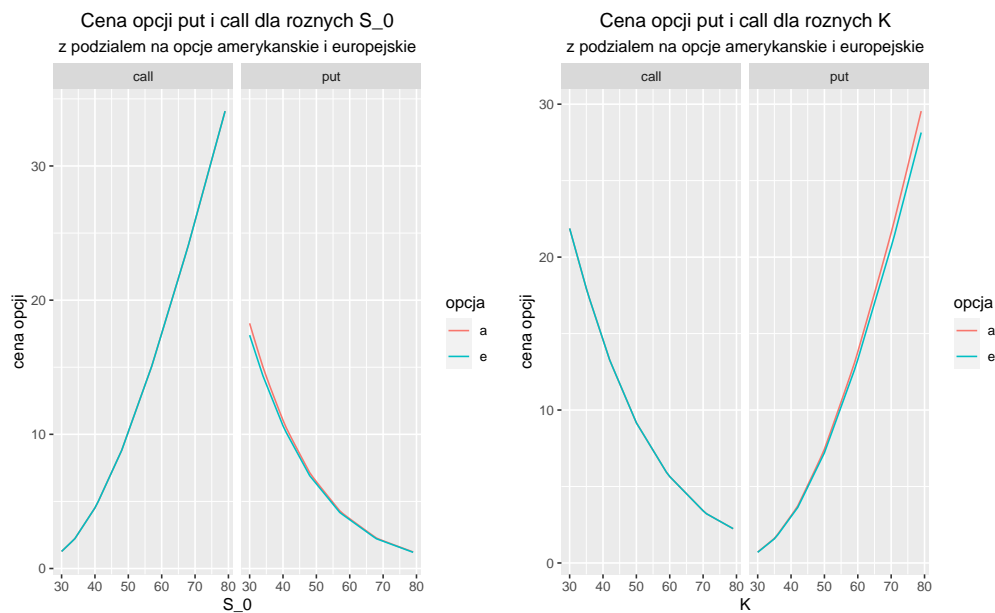 Cena opcji put i call dla roznych S_0
z podzialem na opcje amerykanskie i europejskie
call
put
cena opcji
30
20
10
0
30 40 50 60 70 80
30 40 50 60 70 80
S_0
opcja
a
e
Cena opcji put i call dla roznych K
z podzialem na opcje amerykanskie i europejskie
call
put
cena opcji
30
20
10
0
30 40 50 60 70 80
30 40 50 60 70 80
K
opcja
a
e